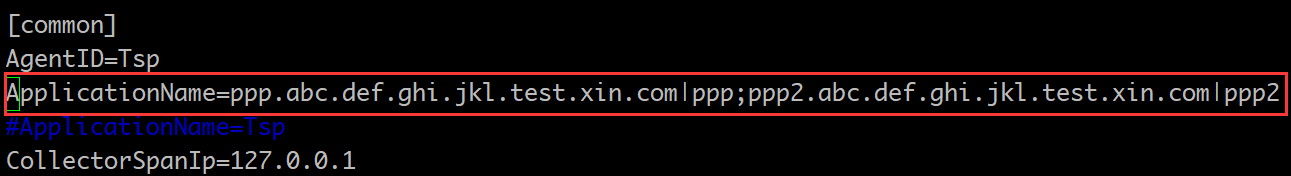 [common]
AgentID=Tsp
ApplicationName=ppp.abc.def.ghi.jkl.test.xin.com|ppp;ppp2.abc.def.ghi.jkl.test.xin.com|ppp2
#ApplicationName=Tsp
CollectorSpanIp=127.0.0.1